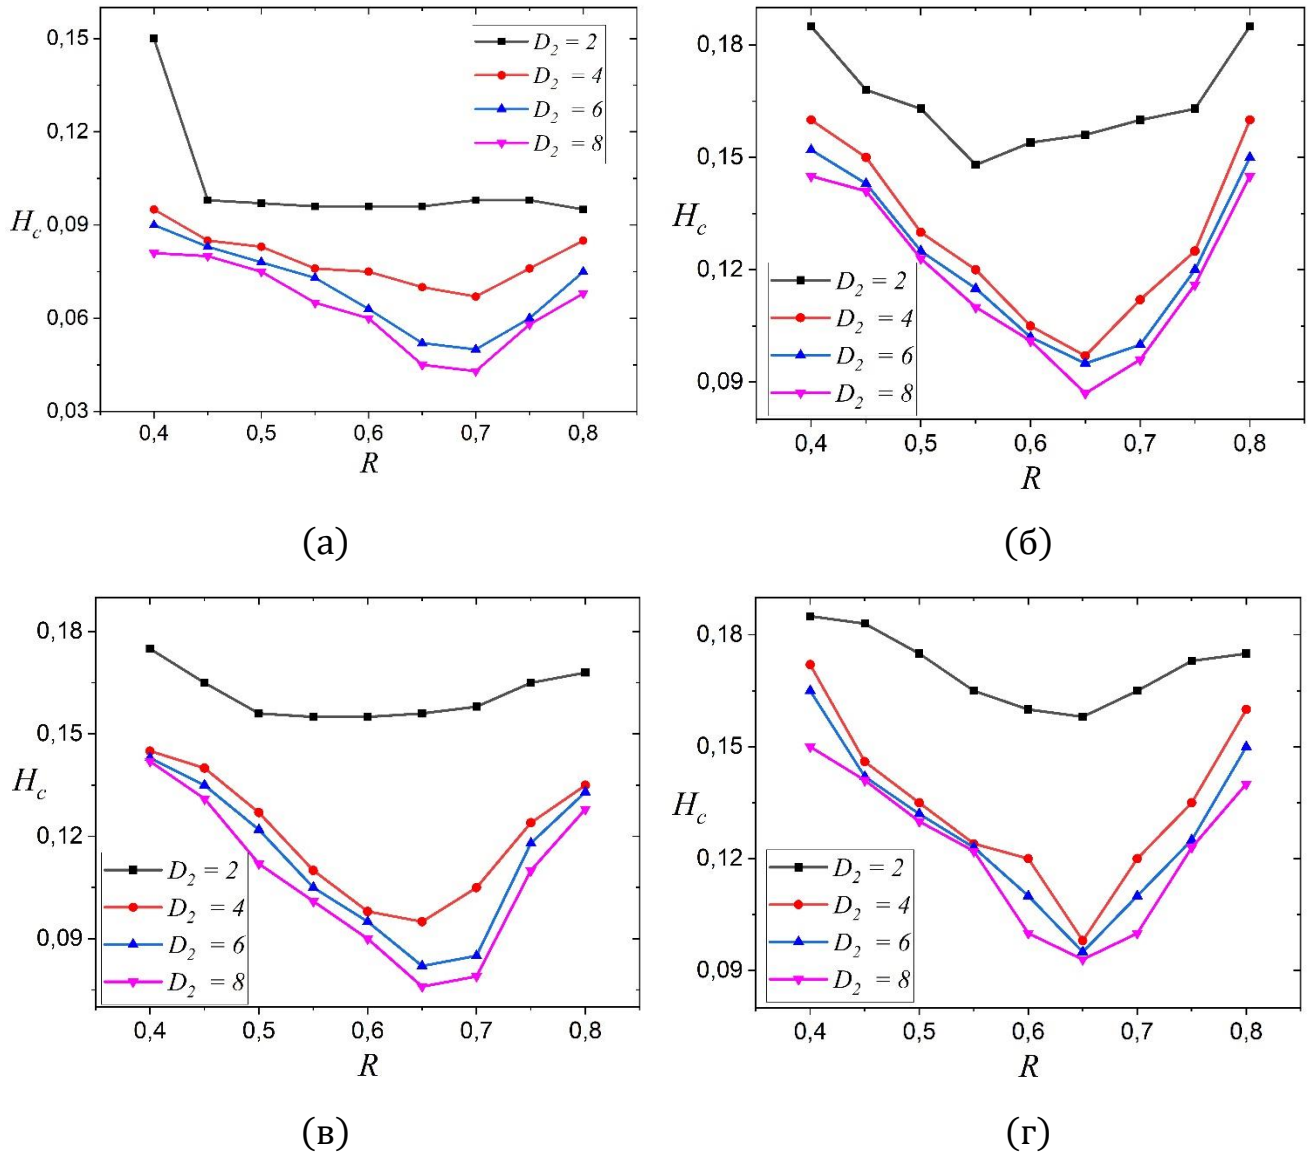 0,15
0,12
0,09
0,06
0,03
H_c
D_2 = 2
D_2 = 4
D_2 = 6
D_2 = 8
0,4 0,5 0,6 0,7 0,8
R
(а)
0,18
0,15
0,12
0,09
H_c
D_2 = 2
D_2 = 4
D_2 = 6
D_2 = 8
0,4 0,5 0,6 0,7 0,8
R
(б)
0,18
0,15
0,12
0,09
H_c
D_2 = 2
D_2 = 4
D_2 = 6
D_2 = 8
0,4 0,5 0,6 0,7 0,8
R
(в)
0,18
0,15
0,12
0,09
H_c
D_2 = 2
D_2 = 4
D_2 = 6
D_2 = 8
0,4 0,5 0,6 0,7 0,8
R
(г)